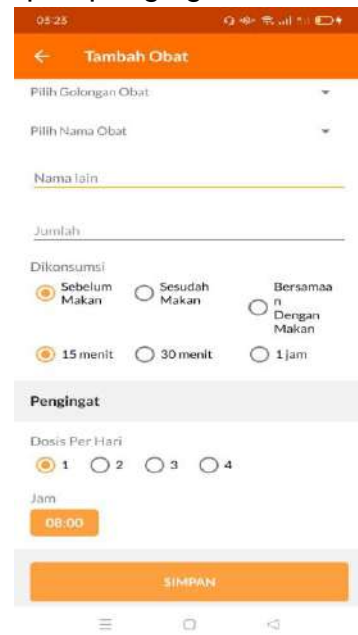 05:25
Tambah Obat
Pilih Golongan Obat
Pilih Nama Obat
Nama lain
Jumlah
Dikonsumsi
Sebelum Makan
Sesudah Makan
Bersamaa
n
Dengan
Makan
15 menit
30 menit
1 jam
Pengingat
Dosis Per Hari
1
2
3
4
Jam
08:00
SIMPAN